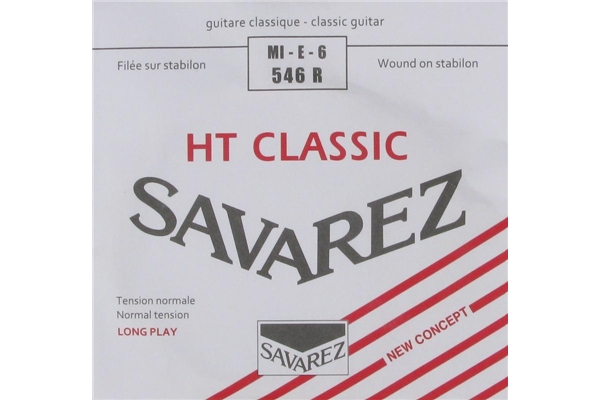 guitare classique - classic guitar
MI - E - 6
546 R
Filée sur stabilon
Wound on stabilon
HT CLASSIC
SAVAREZ
Tension normale
Normal tension
LONG PLAY
SAVAREZ
NEW CONCEPT